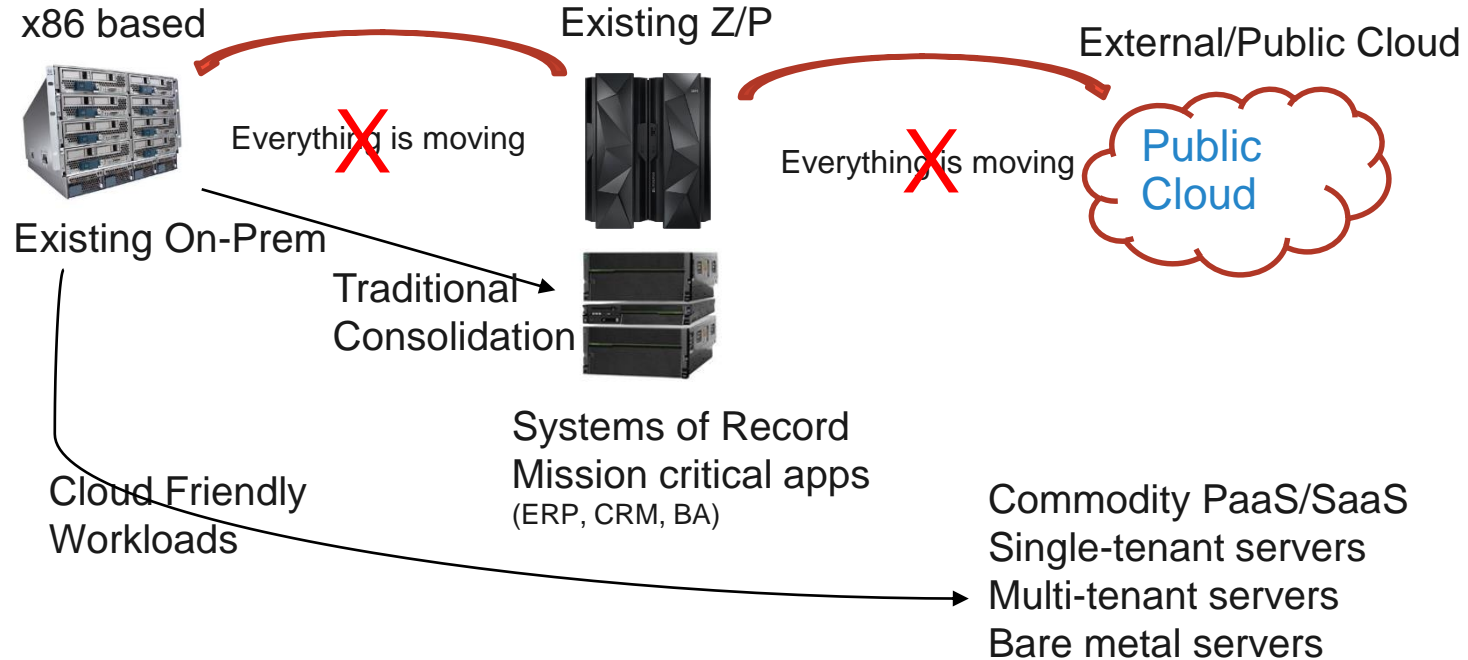 x86 based
Existing Z/P
External/Public Cloud
Everything is moving
X
Everything is moving
X
Public
Cloud
Existing On-Prem
Traditional
Consolidation
Systems of Record
Mission critical apps
(ERP, CRM, BA)
Cloud Friendly
Workloads
Commodity PaaS/SaaS
Single-tenant servers
Multi-tenant servers
Bare metal servers